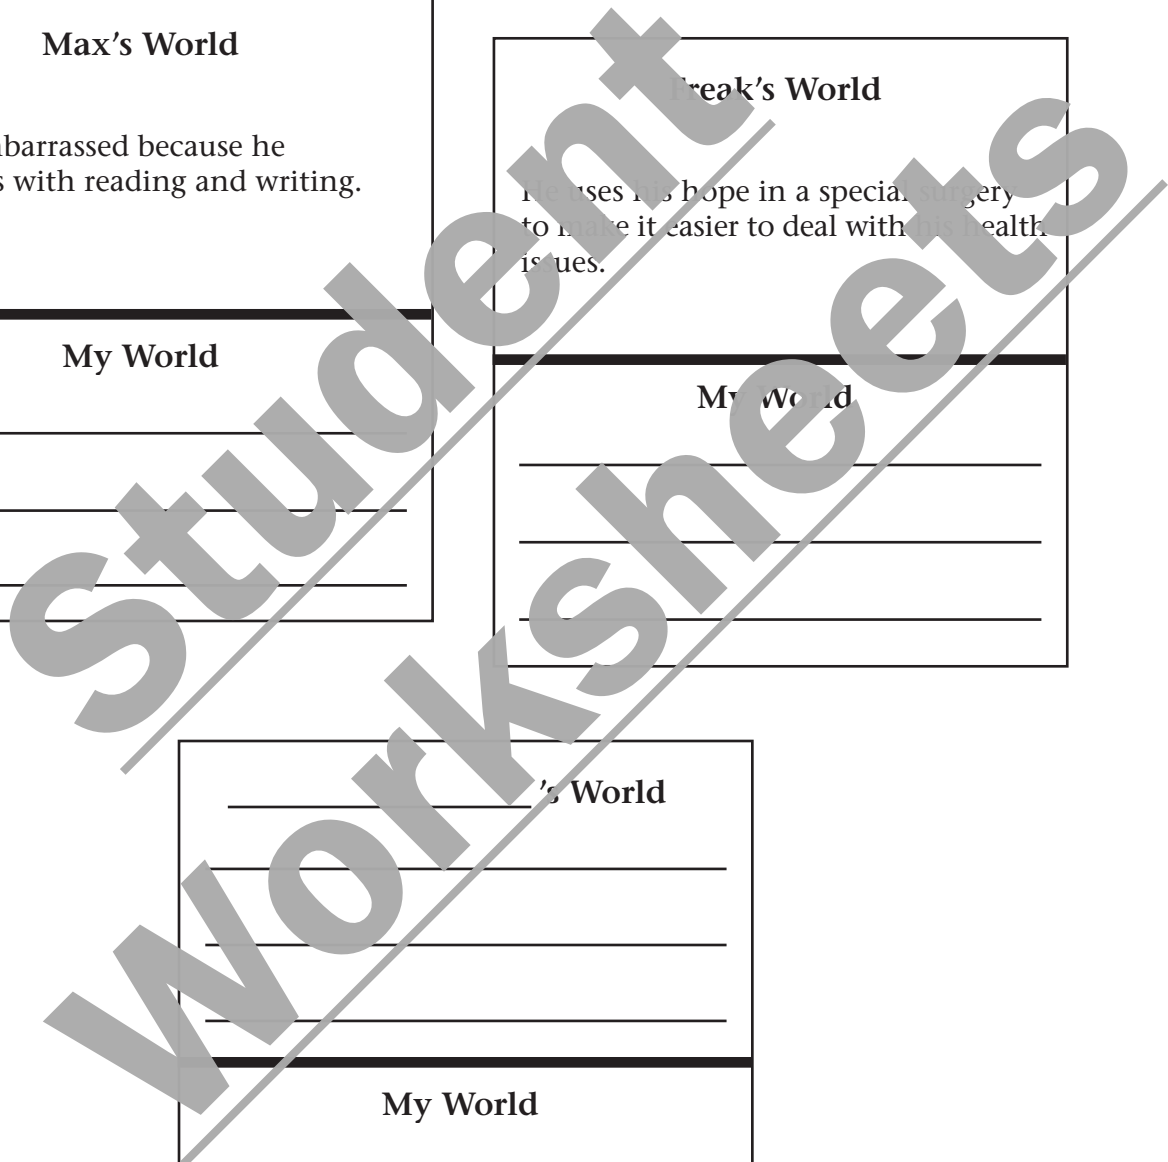 Max's World
barrassed because he
s with reading and writing.
My World
Freak's World
He uses his hope in a special surgery
to make it easier to deal with his health
issues.
My World
's World
My World
Student
Worksheets